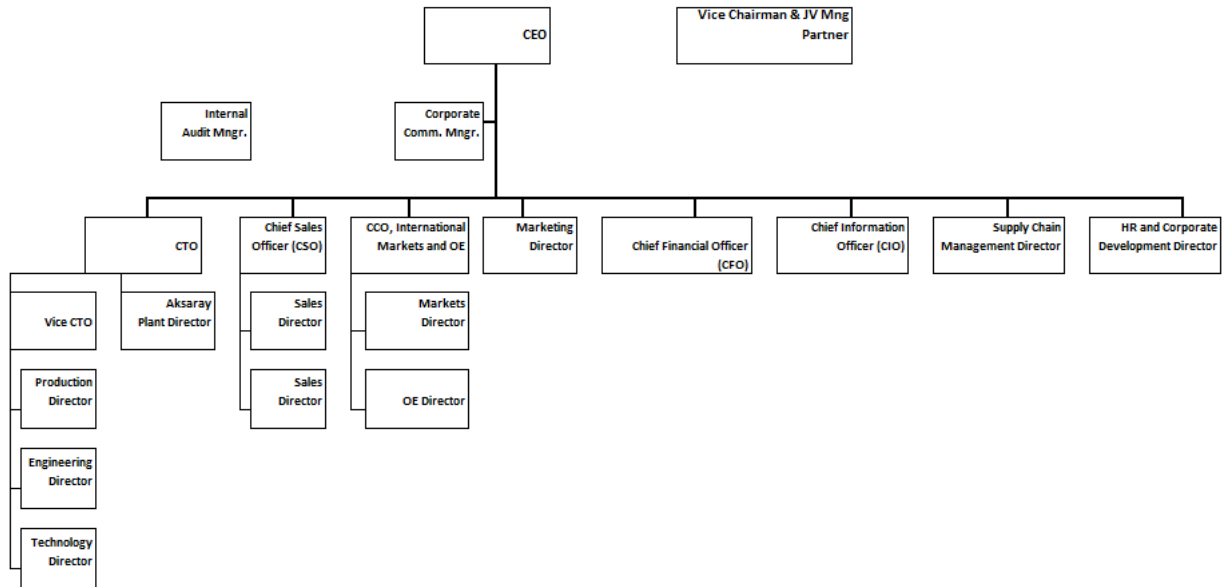 CEO
Vice Chairman & JV Mng
Partner
Internal
Audit Mngr.
Corporate
Comm. Mngr.
CTO
Chief Sales
Officer (CSO)
CCO, International
Markets and OE
Marketing
Director
Chief Financial Officer
(CFO)
Chief Information
Officer (CIO)
Supply Chain
Management Director
HR and Corporate
Development Director
Vice CTO
Aksaray
Plant Director
Sales
Director
Markets
Director
Production
Director
Sales
Director
OE Director
Engineering
Director
Technology
Director